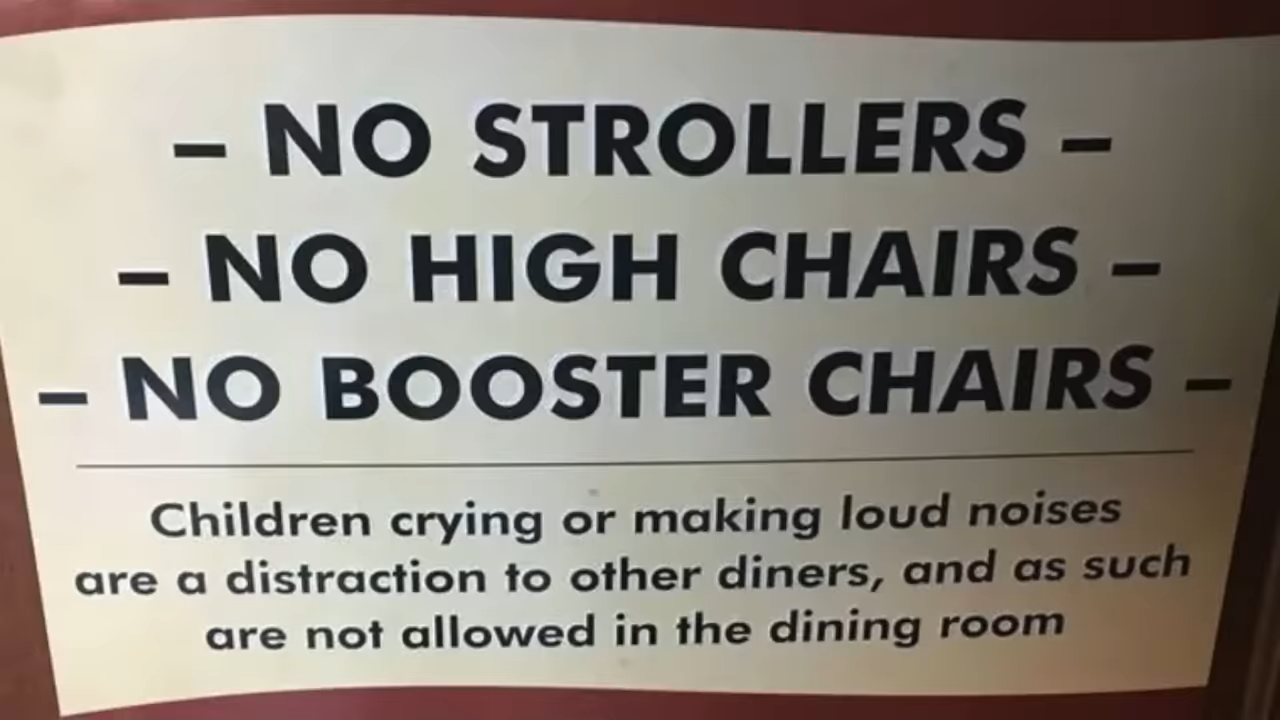 – NO STROLLERS –
– NO HIGH CHAIRS –
– NO BOOSTER CHAIRS –
Children crying or making loud noises
are a distraction to other diners, and as such
are not allowed in the dining room